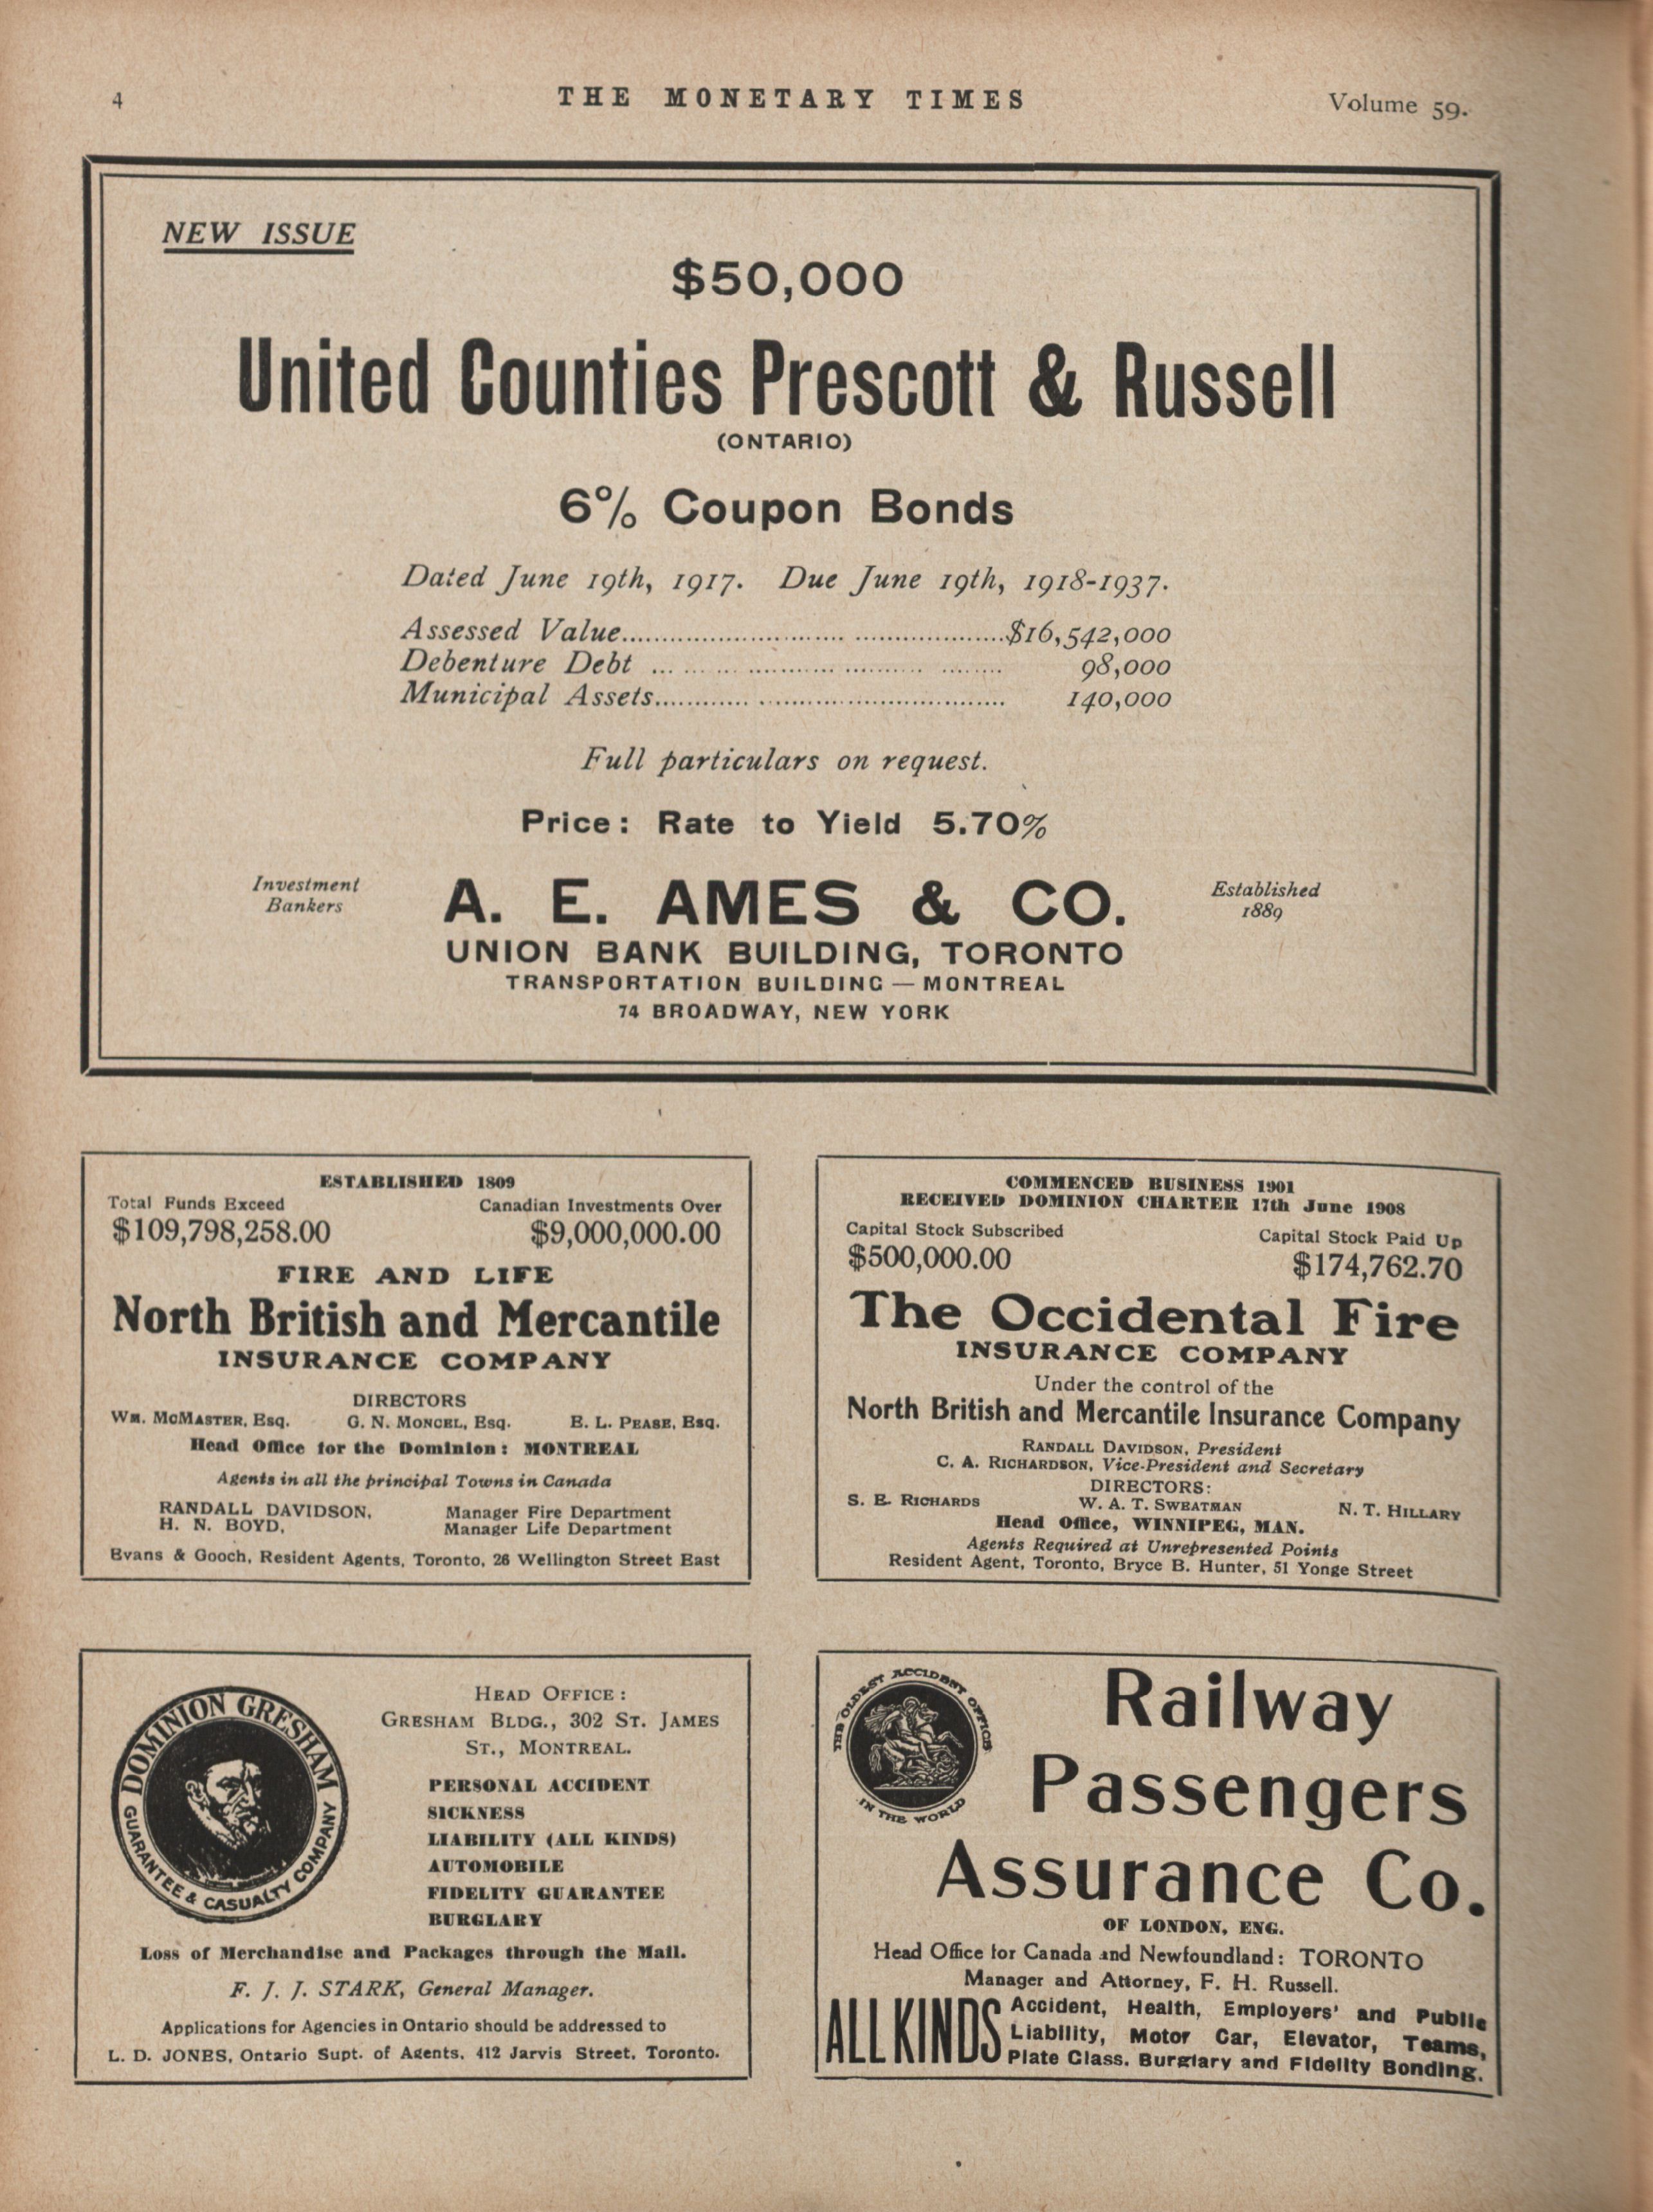 4
THE MONETARY TIMES
Volume 59.
NEW ISSUE
$50,000
United Counties Prescott & Russell
(ONTARIO)
6% Coupon Bonds
Dated June 19th, 1917. Due June 19th, 1918-1937.
Assessed Value.................................................$16,542,000
Debenture Debt ................................................. 98,000
Municipal Assets................................................. 140,000
Full particulars on request.
Price: Rate to Yield 5.70%
Investment
Bankers
A. E. AMES & CO.
Established
1889
UNION BANK BUILDING, TORONTO
TRANSPORTATION BUILDING — MONTREAL
74 BROADWAY, NEW YORK
ESTABLISHED 1809
Total Funds Exceed Canadian Investments Over
$109,798,258.00 $9,000,000.00
FIRE AND LIFE
North British and Mercantile
INSURANCE COMPANY
DIRECTORS
WM. MCMASTER, Esq. G. N. MONCEL, Esq. E. L. PEASE, Esq.
Head Office for the Dominion: MONTREAL
Agents in all the principal Towns in Canada
RANDALL DAVIDSON, Manager Fire Department
H. N. BOYD, Manager Life Department
Evans & Gooch, Resident Agents, Toronto, 26 Wellington Street East
COMMENCED BUSINESS 1901
RECEIVED DOMINION CHARTER 17th June 1908
Capital Stock Subscribed Capital Stock Paid Up
$500,000.00 $174,762.70
The Occidental Fire
INSURANCE COMPANY
Under the control of the
North British and Mercantile Insurance Company
RANDALL DAVIDSON, President
C. A. RICHARDSON, Vice-President and Secretary
DIRECTORS:
S. E. RICHARDS W. A. T. SWEATMAN N. T. HILLARY
Head Office, WINNIPEG, MAN.
Agents Required at Unrepresented Points
Resident Agent, Toronto, Bryce B. Hunter, 51 Yonge Street
DOMINION GRESHAM
GUARANTEE & CASUALTY COMPANY
HEAD OFFICE:
GRESHAM BLDG., 302 ST. JAMES
ST., MONTREAL.
PERSONAL ACCIDENT
SICKNESS
LIABILITY (ALL KINDS)
AUTOMOBILE
FIDELITY GUARANTEE
BURGLARY
Loss of Merchandise and Packages through the Mail.
F. J. J. STARK, General Manager.
Applications for Agencies in Ontario should be addressed to
L. D. JONES, Ontario Supt. of Agents, 412 Jarvis Street, Toronto.
THE OLDEST ACCIDENT OFFICE
IN THE WORLD
Railway
Passengers
Assurance Co.
OF LONDON, ENG.
Head Office for Canada and Newfoundland: TORONTO
Manager and Attorney, F. H. Russell.
ALL KINDS
Accident, Health, Employers' and Public
Liability, Motor Car, Elevator, Teams,
Plate Glass, Burglary and Fidelity Bonding.